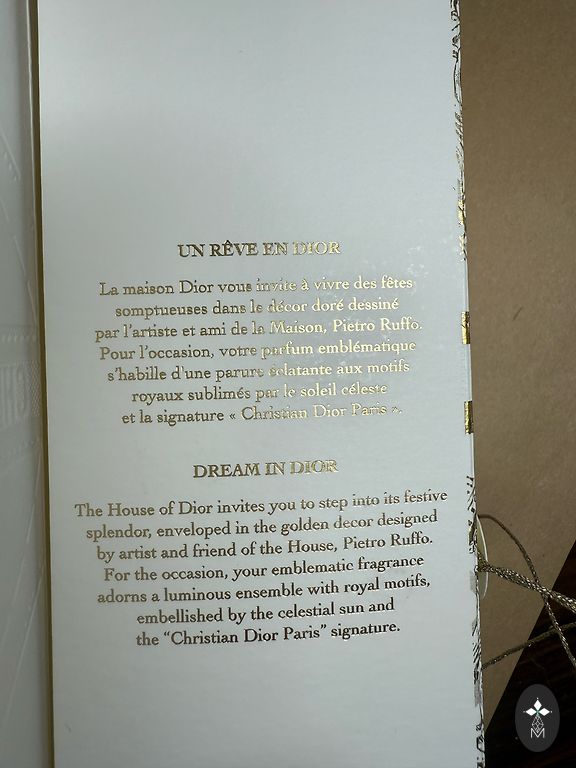 UN RÊVE EN DIOR
La maison Dior vous invite à vivre des fêtes
somptueuses dans le décor doré dessiné
par l'artiste et ami de la Maison, Pietro Ruffo.
Pour l'occasion, votre parfum emblématique
s'habille d'une parure éclatante aux motifs
royaux sublimés par le soleil céleste
et la signature « Christian Dior Paris ».
DREAM IN DIOR
The House of Dior invites you to step into its festive
splendor, enveloped in the golden decor designed
by artist and friend of the House, Pietro Ruffo.
For the occasion, your emblematic fragrance
adorns a luminous ensemble with royal motifs,
embellished by the celestial sun and
the “Christian Dior Paris” signature.
M